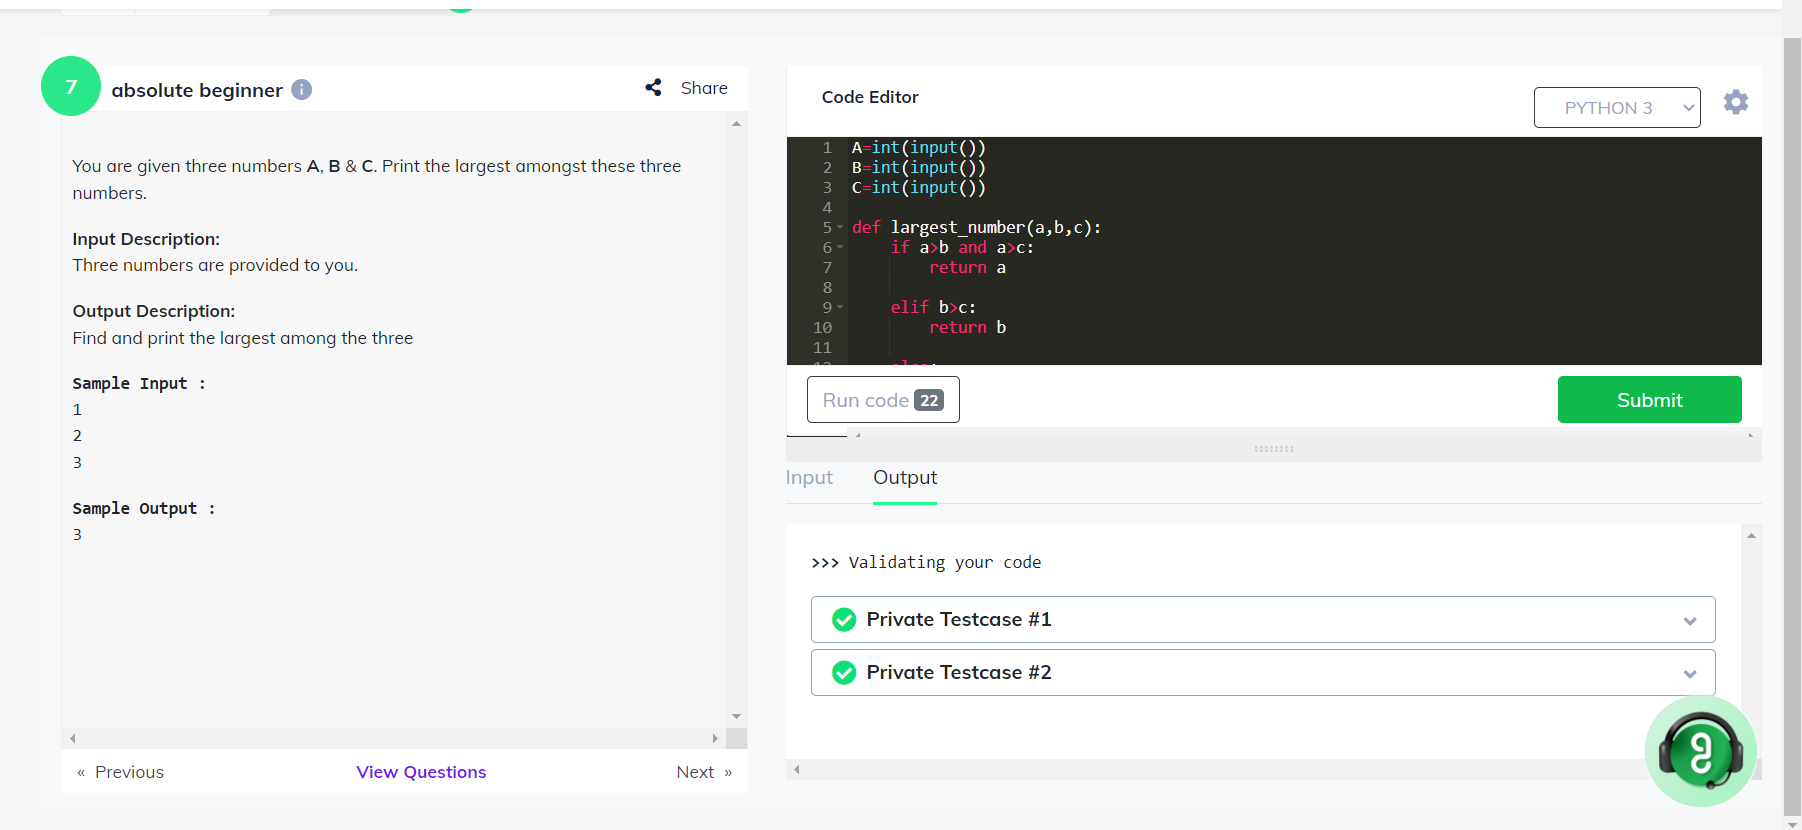 7
absolute beginner i
Share
You are given three numbers A, B & C. Print the largest amongst these three
numbers.
Input Description:
Three numbers are provided to you.
Output Description:
Find and print the largest among the three
Sample Input :
1
2
3
Sample Output :
3
« Previous
View Questions
Next »
Code Editor
PYTHON 3
1 A=int(input())
2 B=int(input())
3 C=int(input())
4
5 def largest_number(a,b,c):
6 if a>b and a>c:
7 return a
8
9 elif b>c:
10 return b
11
12 else:
Run code 22
Submit
Input
Output
>>> Validating your code
Private Testcase #1
Private Testcase #2